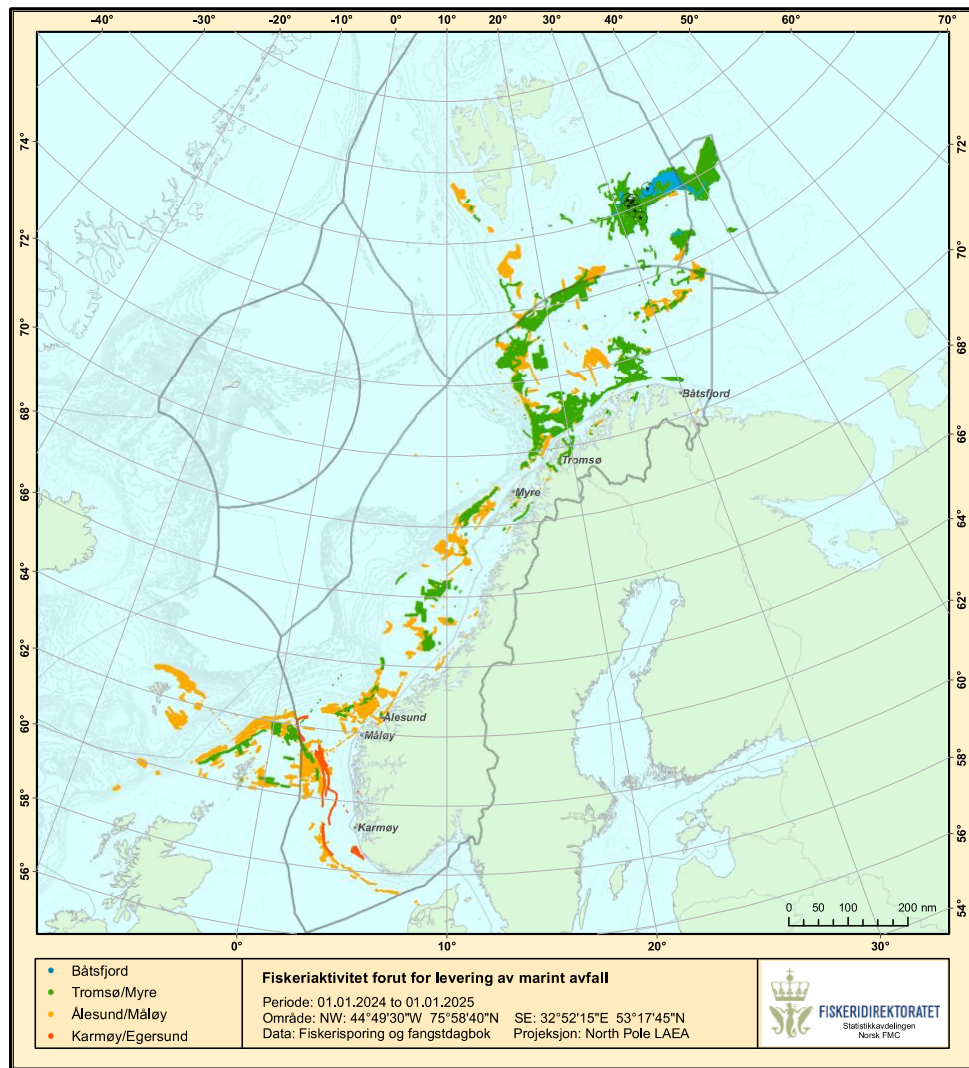 -40° -30° -20° -10° 0° 10° 20° 30° 40° 50° 60° 70°
74°
72°
72°
70°
70°
68°
68°
66°
66°
64°
64°
62°
62°
60°
60°
58°
58°
56°
56°
54°
Båtsfjord
Tromsø
Myre
Ålesund
Måløy
Karmøy
0 50 100 200 nm
0° 10° 20° 30°
Båtsfjord
Tromsø/Myre
Ålesund/Måløy
Karmøy/Egersund
Fiskeriaktivitet forut for levering av marint avfall
Periode: 01.01.2024 to 01.01.2025
Område: NW: 44°49'30"W 75°58'40"N SE: 32°52'15"E 53°17'45"N
Data: Fiskerisporing og fangstdagbok Projeksjon: North Pole LAEA
FISKERIDIREKTORATET
Statistikkavdelingen
Norsk FMC